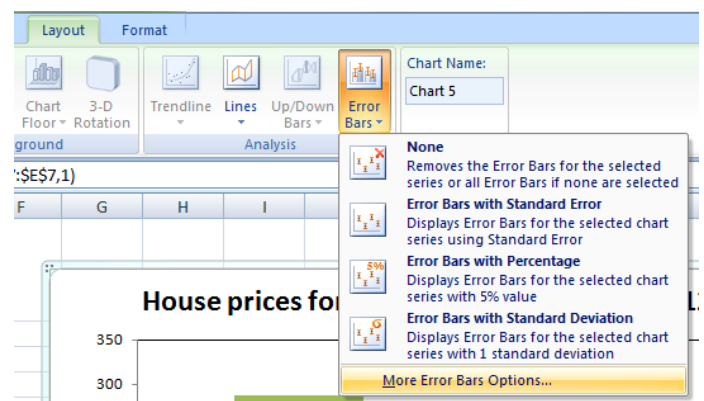 Layout Format
Chart Name:
Chart 5
Chart Floor
3-D Rotation
Trendline
Lines
Up/Down Bars
Error Bars
ground
Analysis
None
Removes the Error Bars for the selected
series or all Error Bars if none are selected
Error Bars with Standard Error
Displays Error Bars for the selected chart
series using Standard Error
5%
Error Bars with Percentage
Displays Error Bars for the selected chart
series with 5% value
σ
Error Bars with Standard Deviation
Displays Error Bars for the selected chart
series with 1 standard deviation
More Error Bars Options...
:$E$7,1)
F G H I
House prices for
350
300